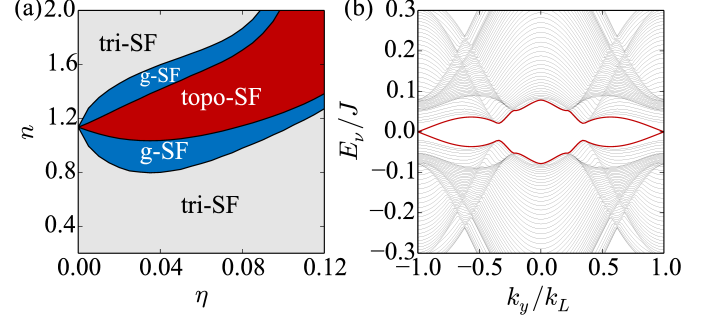 (a)
2.0
1.6
1.2
0.8
0.4
n
tri-SF
g-SF
topo-SF
g-SF
tri-SF
0.00
0.04
0.08
0.12
η
(b)
0.3
0.2
0.1
0.0
−0.1
−0.2
−0.3
E_ν/J
−1.0
−0.5
0.0
0.5
1.0
k_y/k_L